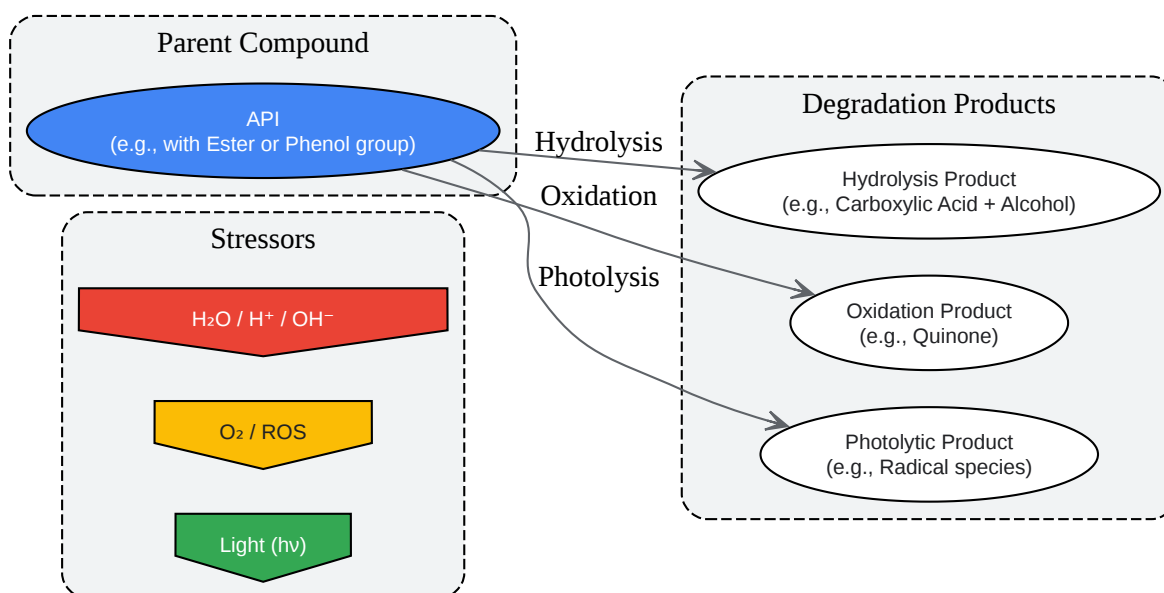 Parent Compound
API
(e.g., with Ester or Phenol group)
Stressors
H₂O / H⁺ / OH⁻
O₂ / ROS
Light (hν)
Hydrolysis
Oxidation
Photolysis
Degradation Products
Hydrolysis Product
(e.g., Carboxylic Acid + Alcohol)
Oxidation Product
(e.g., Quinone)
Photolytic Product
(e.g., Radical species)